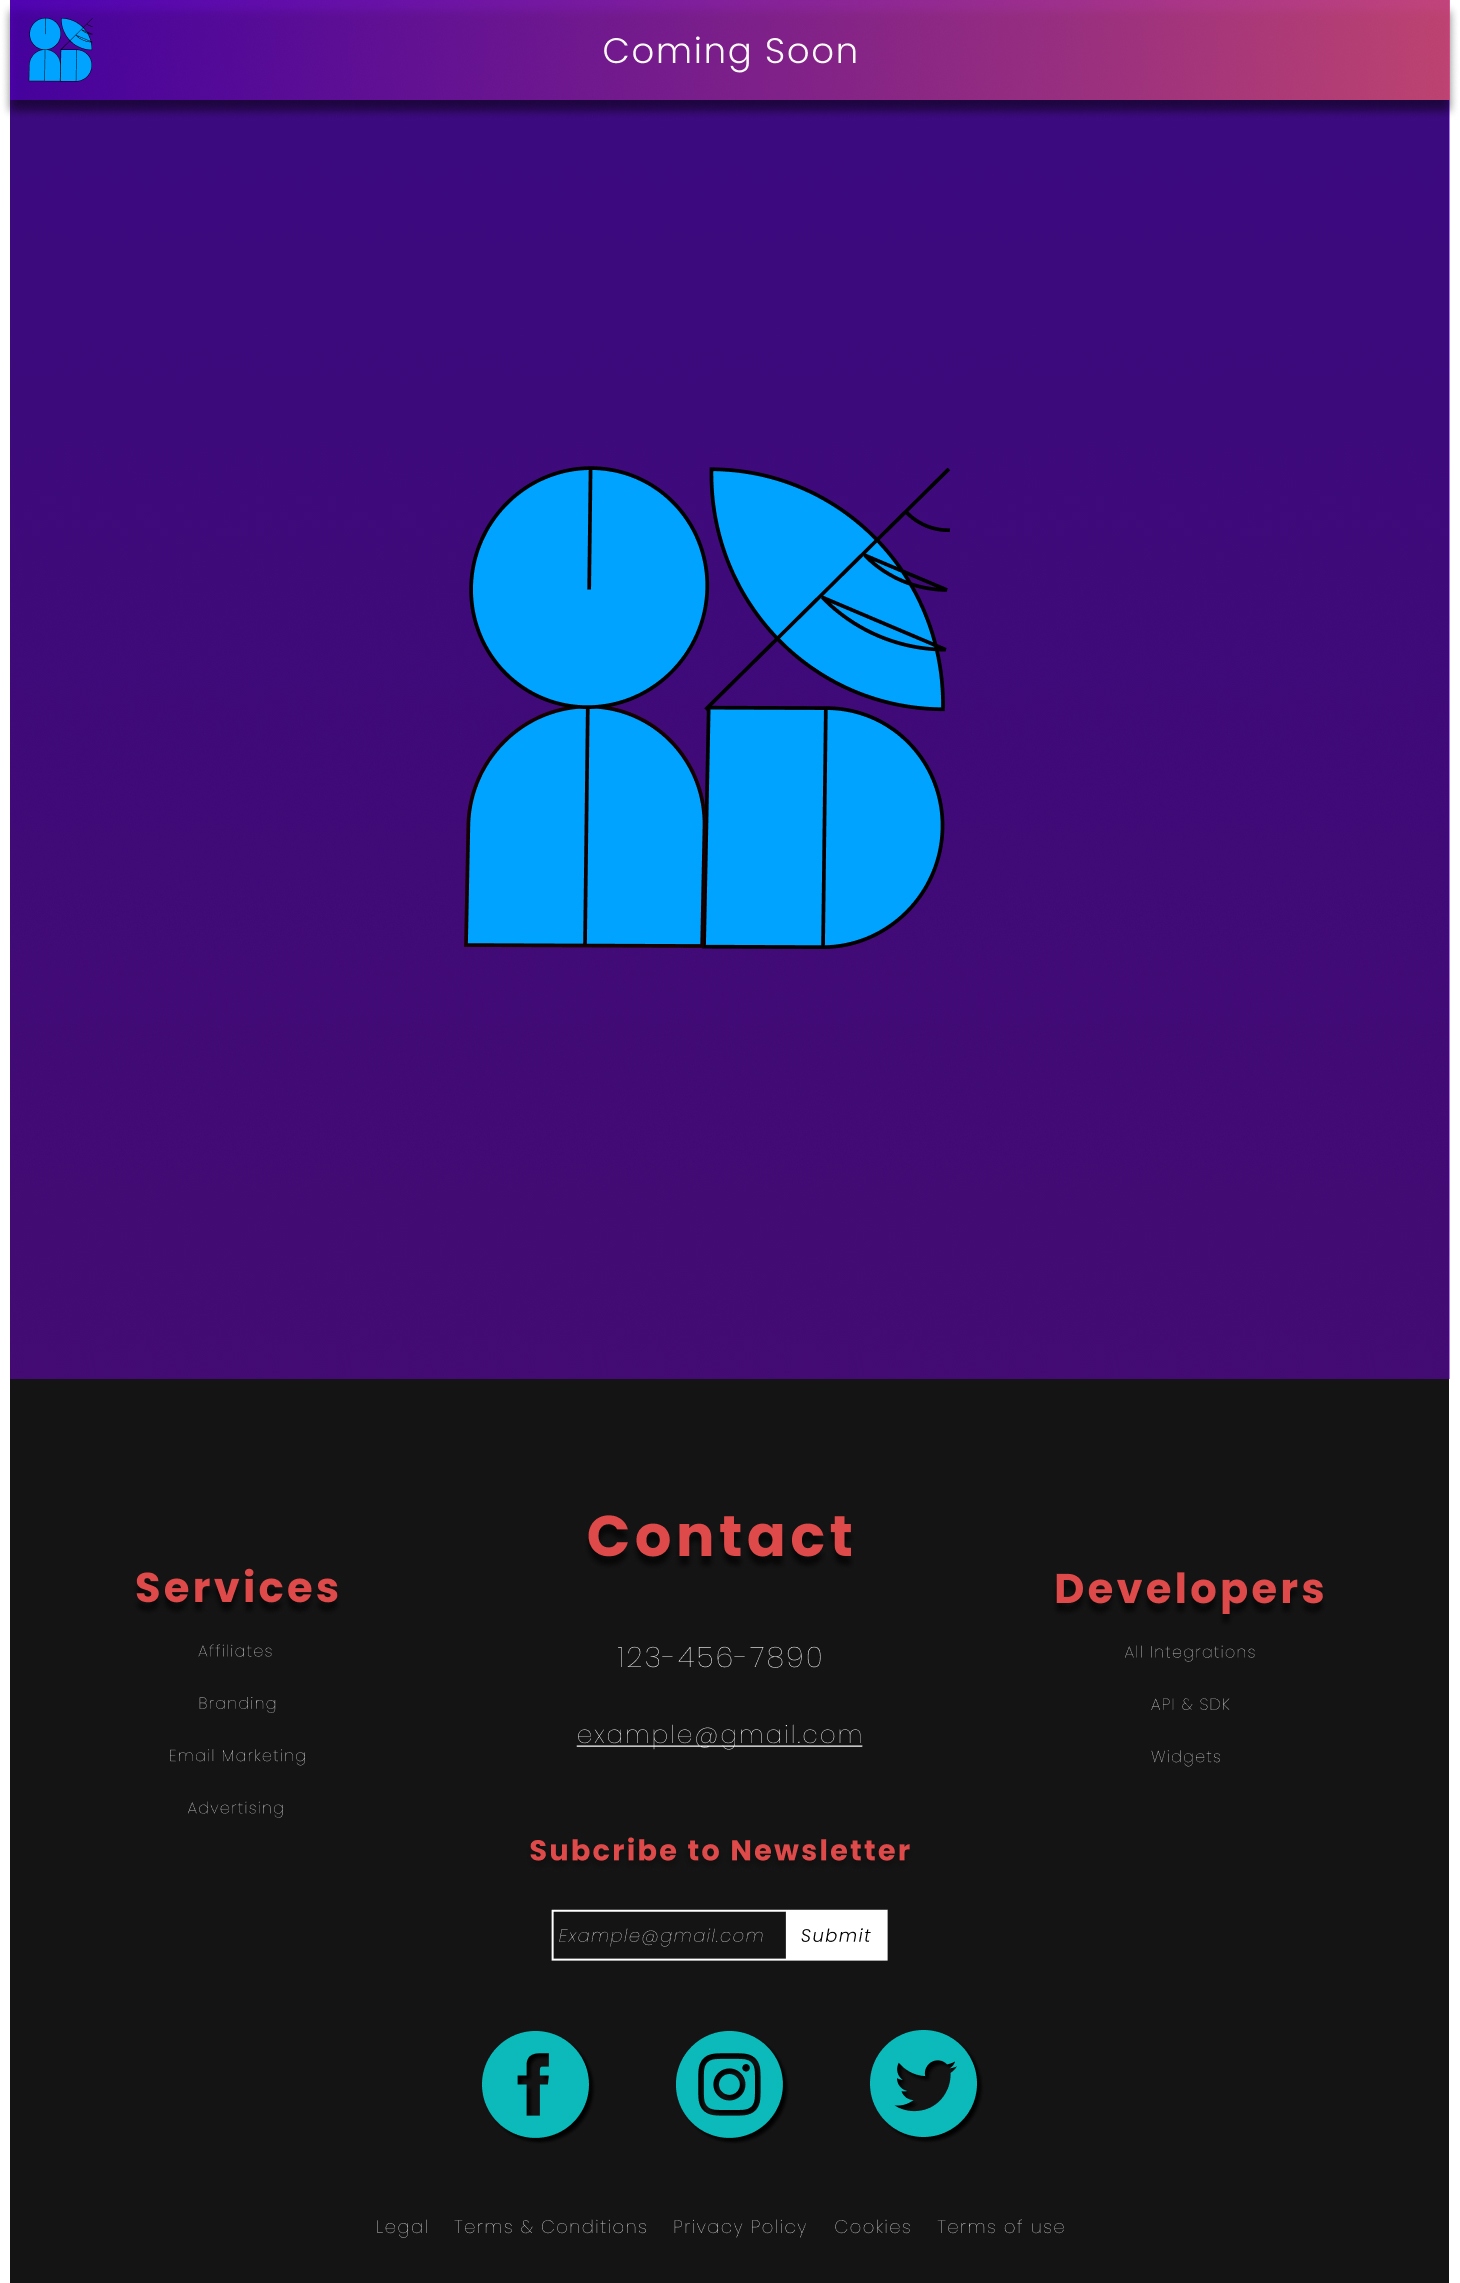 Coming Soon
Contact
Services
Developers
Affiliates
Branding
Email Marketing
Advertising
123-456-7890
example@gmail.com
All Integrations
API & SDK
Widgets
Subcribe to Newsletter
Example@gmail.com
Submit
Legal Terms & Conditions Privacy Policy Cookies Terms of use